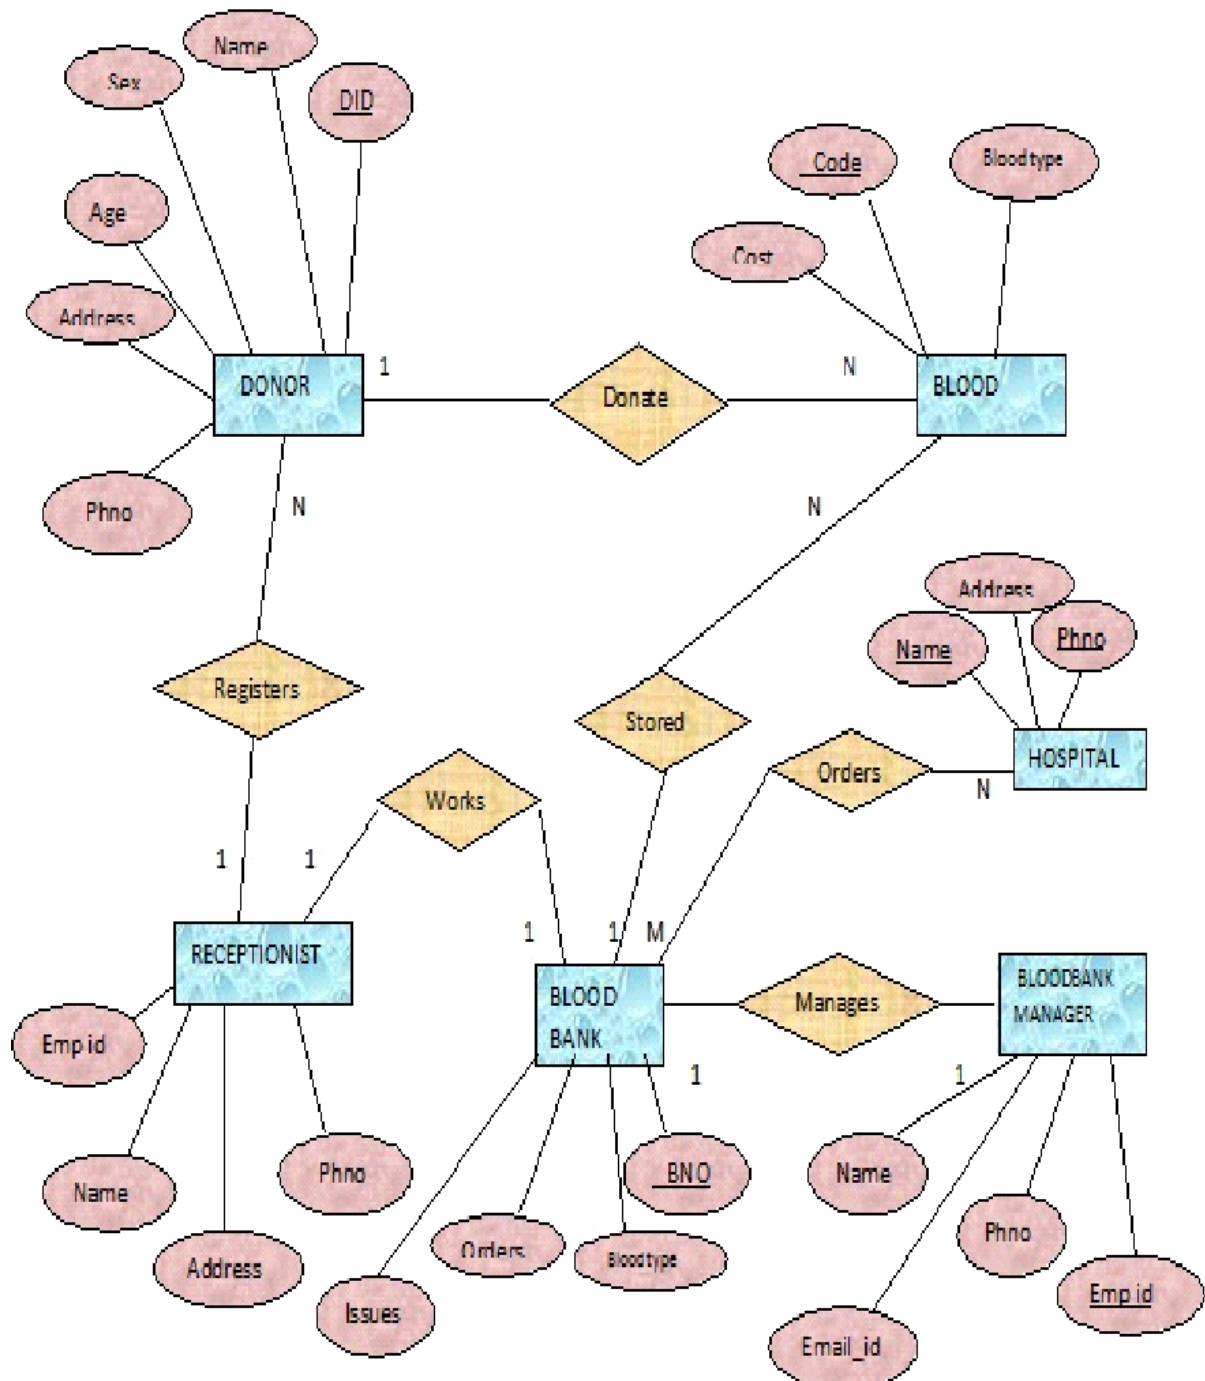 Name
Sex
DID
Age
Address
Phno
DONOR
1
Donate
N
BLOOD
Code
Bloodtype
Cost
N
N
Registers
Stored
Address
Name
Phno
HOSPITAL
Orders
N
Works
1
1
1
1
M
RECEPTIONIST
Emp id
Name
Address
Phno
BLOOD
BANK
Manages
BLOODBANK
MANAGER
1
1
BNO
Bloodtype
Orders
Issues
Name
Phno
Emp id
Email_id